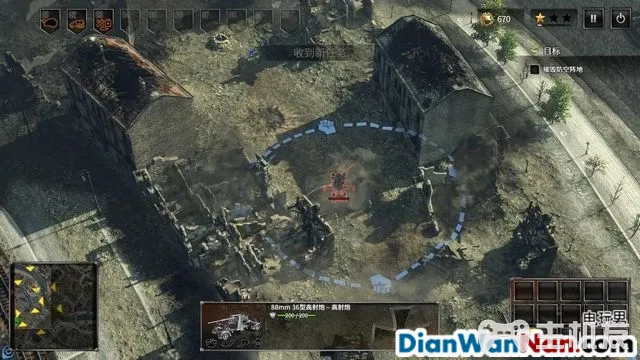 670
收到新任务
目标
摧毁防空阵地
88mm 36型高射炮 - 高射炮
200 / 200
电玩男
DianWanNan.com